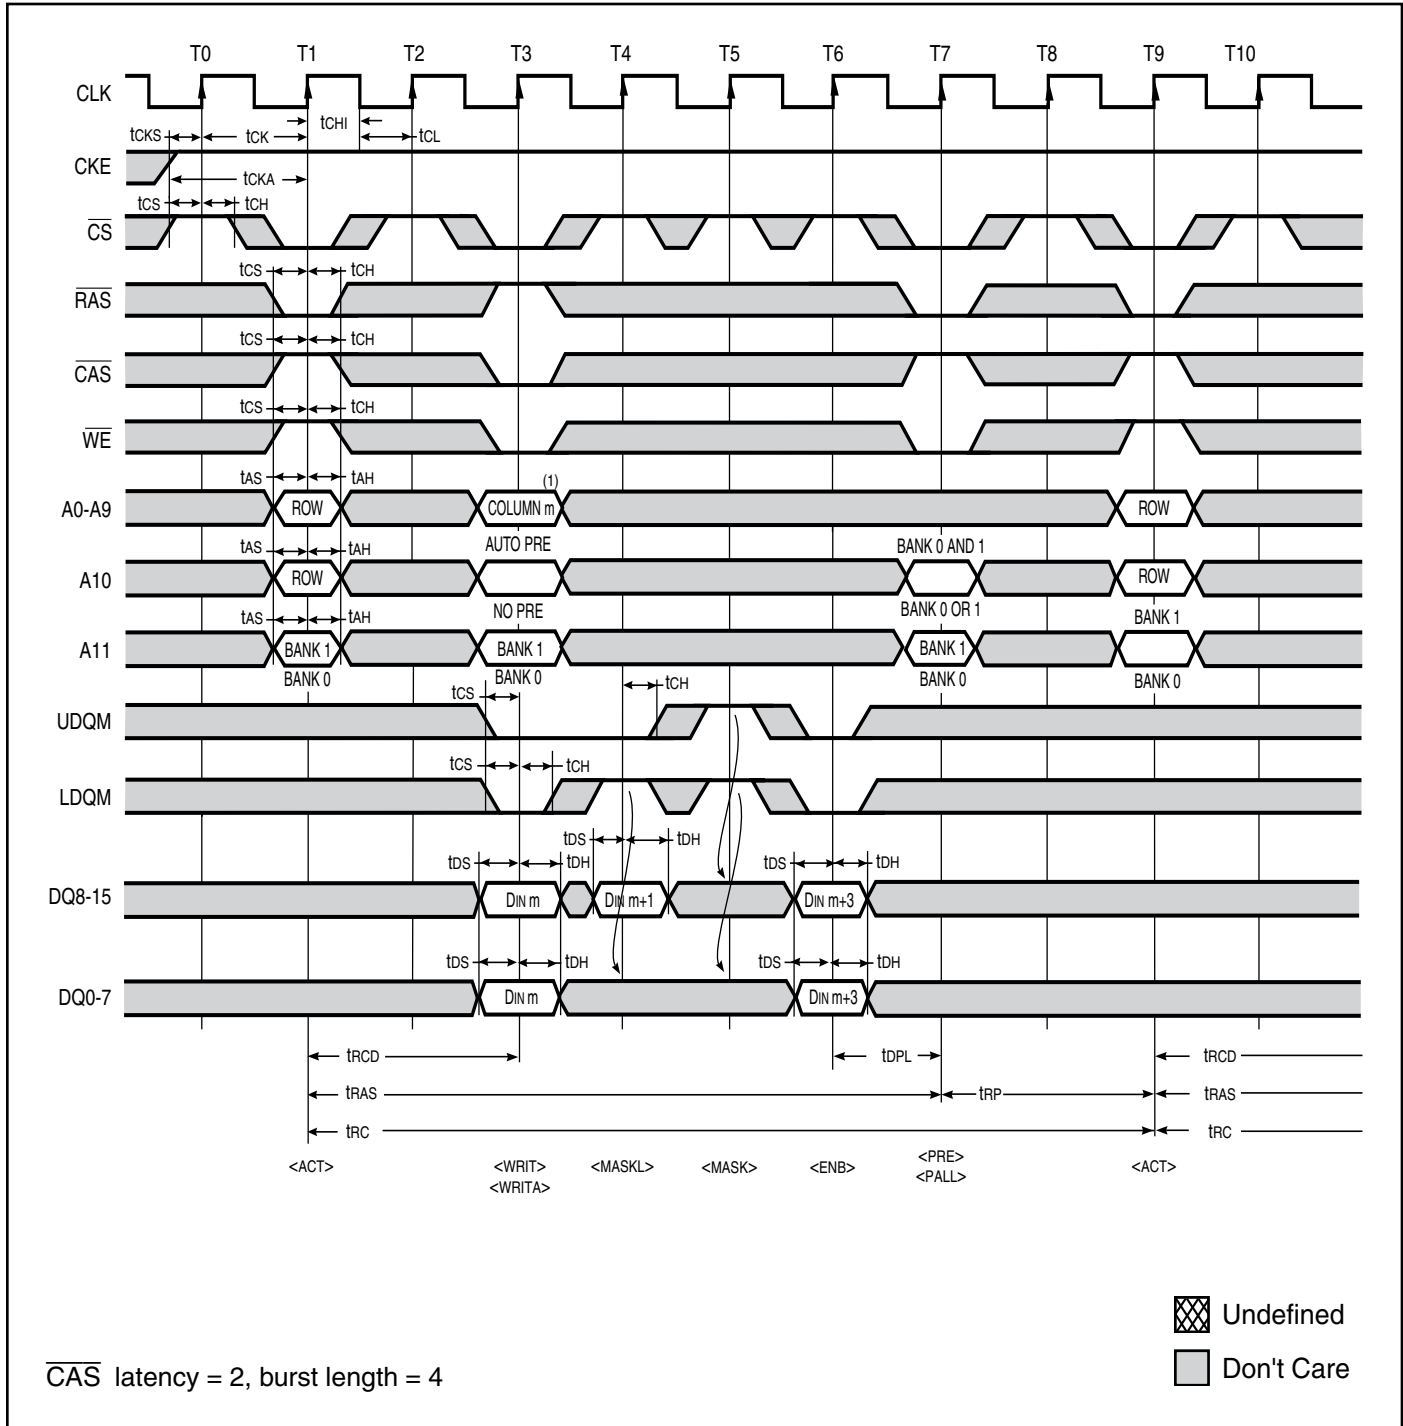 T0 T1 T2 T3 T4 T5 T6 T7 T8 T9 T10
CLK
tCHI
tCKS tCK tCL
CKE
tCKA
tCS tCH
CS
tCS tCH
RAS
tCS tCH
CAS
tCS tCH
WE
tAS tAH (1)
A0-A9 ROW COLUMN m ROW
tAS tAH AUTO PRE BANK 0 AND 1
A10 ROW ROW
NO PRE BANK 0 OR 1
tAS tAH BANK 1
A11 BANK 1 BANK 1 BANK 1
BANK 0 BANK 0 BANK 0 BANK 0
tCS tCH
UDQM
tCS tCH
LDQM
tDS tDH
tDS tDH tDS tDH
DQ8-15 DIN m DIN m+1 DIN m+3
tDS tDH tDS tDH
DQ0-7 DIN m DIN m+3
tRCD tDPL tRCD
tRAS tRP tRAS
tRC tRC
<ACT> <WRIT> <MASKL> <MASK> <ENB> <PRE> <ACT>
<WRITA> <PALL>
Undefined
Don't Care
CAS latency = 2, burst length = 4